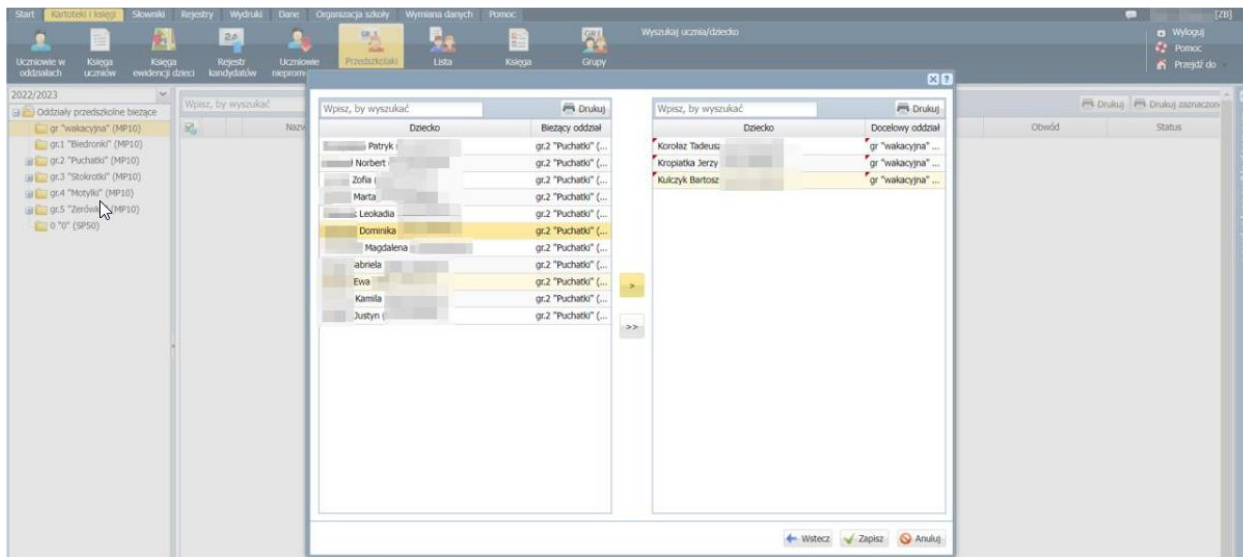 Start Kartoteki i księgi Słowniki Rejestry Wydruki Dane Organizacja szkoły Wymiana danych Pomoc [ZB]
Uczniowie w oddziałach Księga uczniów Księga ewidencji dzieci Rejestr kandydatów Uczniowie Przedszkolaki Lista Księga Grupy Wyszukaj ucznia/dziecko
Wyloguj
Pomoc
Przejdź do
2022/2023
Oddziały przedszkolne bieżące
gr "wakacyjna" (MP10)
gr.1 "Biedronki" (MP10)
gr.2 "Puchatki" (MP10)
gr.3 "Stokrotki" (MP10)
gr.4 "Motylki" (MP10)
gr.5 (MP10)
0 "0" (SP50)
Wpisz, by wyszukać
Drukuj Drukuj zaznaczon
Obwód Status
Wpisz, by wyszukać Drukuj
Dziecko Bieżący oddział
Patryk gr.2 "Puchatki" (...
Norbert gr.2 "Puchatki" (...
Zofia gr.2 "Puchatki" (...
Marta gr.2 "Puchatki" (...
Leokadia gr.2 "Puchatki" (...
Dominika gr.2 "Puchatki" (...
Magdalena gr.2 "Puchatki" (...
abriela gr.2 "Puchatki" (...
Ewa gr.2 "Puchatki" (...
Kamila gr.2 "Puchatki" (...
Justyn gr.2 "Puchatki" (...
>
>>
Wpisz, by wyszukać Drukuj
Dziecko Docelowy oddział
Korołaz Tadeusz gr "wakacyjna" ...
Kropiatka Jerzy gr "wakacyjna" ...
Kulczyk Bartosz gr "wakacyjna" ...
Wstecz Zapisz Anuluj